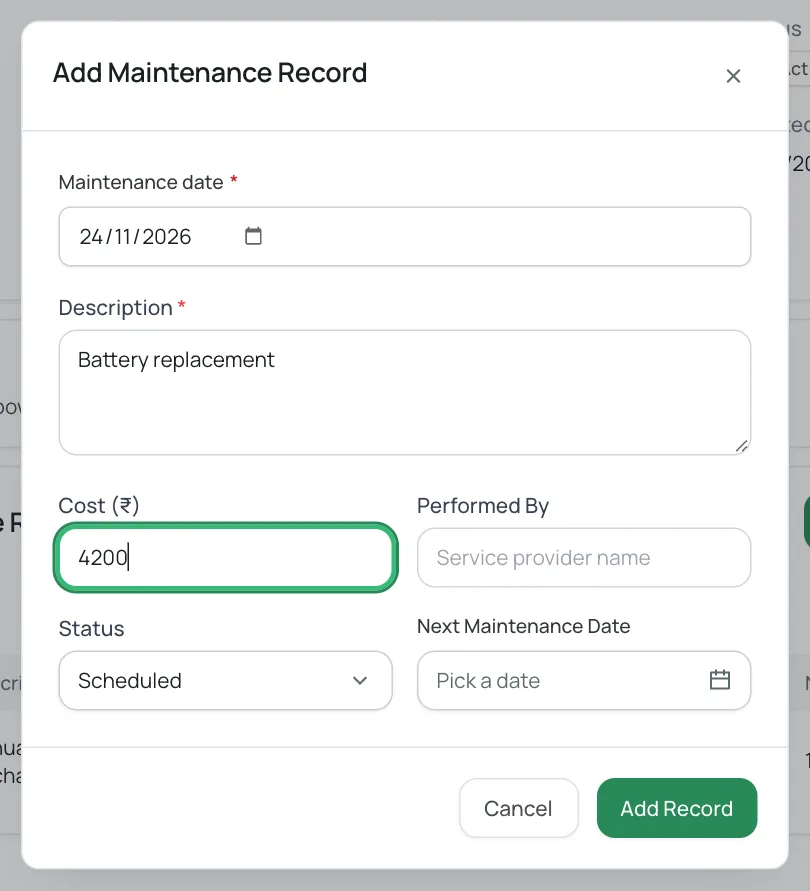 Add Maintenance Record
Maintenance date *
24/11/2026
Description *
Battery replacement
Cost (₹)
Performed By
4200
Service provider name
Status
Next Maintenance Date
Scheduled
Pick a date
Cancel
Add Record